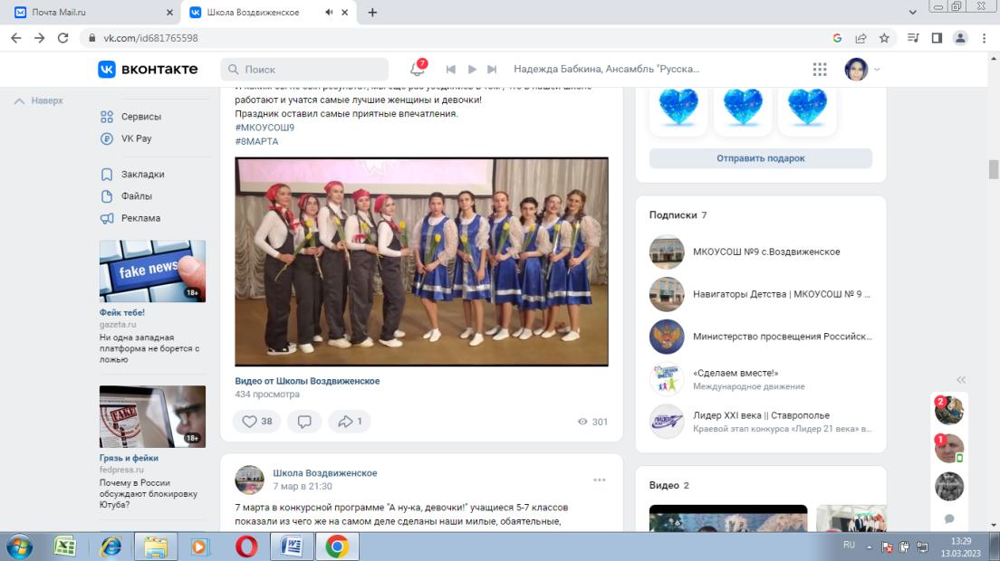 Почта Mail.ru
Школа Воздвиженское
vk.com/id681765598
вконтакте
Поиск
7
Надежда Бабкина, Ансамбль "Русска...
Наверх
Сервисы
VK Pay
Закладки
Файлы
Реклама
fake news
18+
Фейк тебе!
gazeta.ru
Ни одна западная
платформа не борется с
ложью
FAKE
18+
Грязь и фейки
fedpress.ru
Почему в России
обсуждают блокировку
Ютуба?
работают и учатся самые лучшие женщины и девочки!
Праздник оставил самые приятные впечатления.
#МКОУСОШ9
#8МАРТА
Видео от Школы Воздвиженское
434 просмотра
38
1
301
Школа Воздвиженское
7 мар в 21:30
7 марта в конкурсной программе "А ну-ка, девочки!" учащиеся 5-7 классов
показали из чего же на самом деле сделаны наши милые, обаятельные,
Отправить подарок
Подписки 7
МКОУСОШ №9 с.Воздвиженское
Навигаторы Детства | МКОУСОШ № 9 ...
Министерство просвещения Российск...
«Сделаем вместе!»
Международное движение
Лидер XXI века || Ставрополье
Краевой этап конкурса «Лидер 21 века» в...
Видео 2
2
1
RU
13:29
13.03.2023